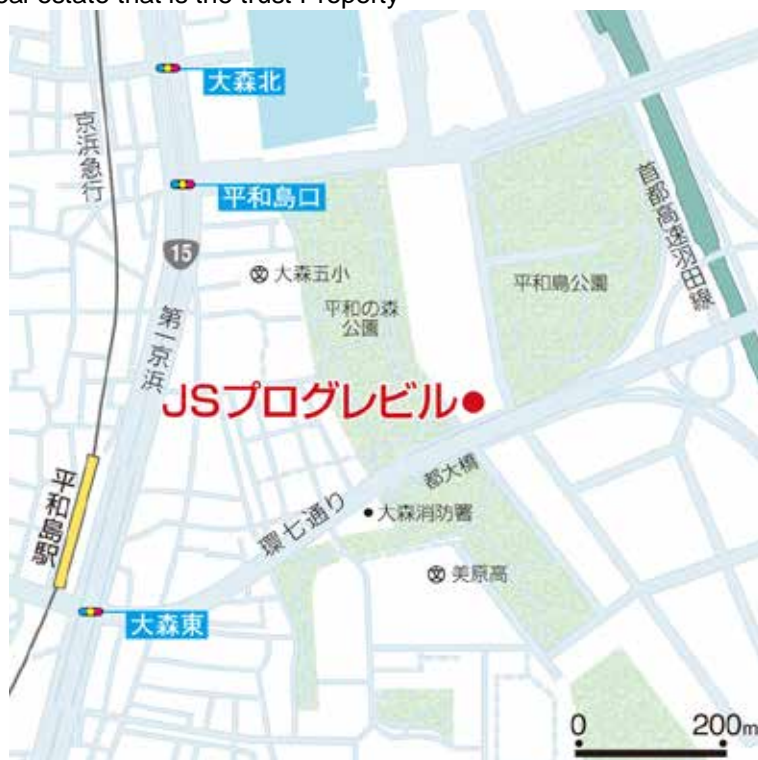 eal estate that is the trust Property
大森北
京浜急行
平和島口
首都高速羽田線
15
大森五小
平和島公園
平和の森
公園
第一京浜
JSプログレビル
都大橋
平和島駅
環七通り
大森消防署
美原高
大森東
0 200m